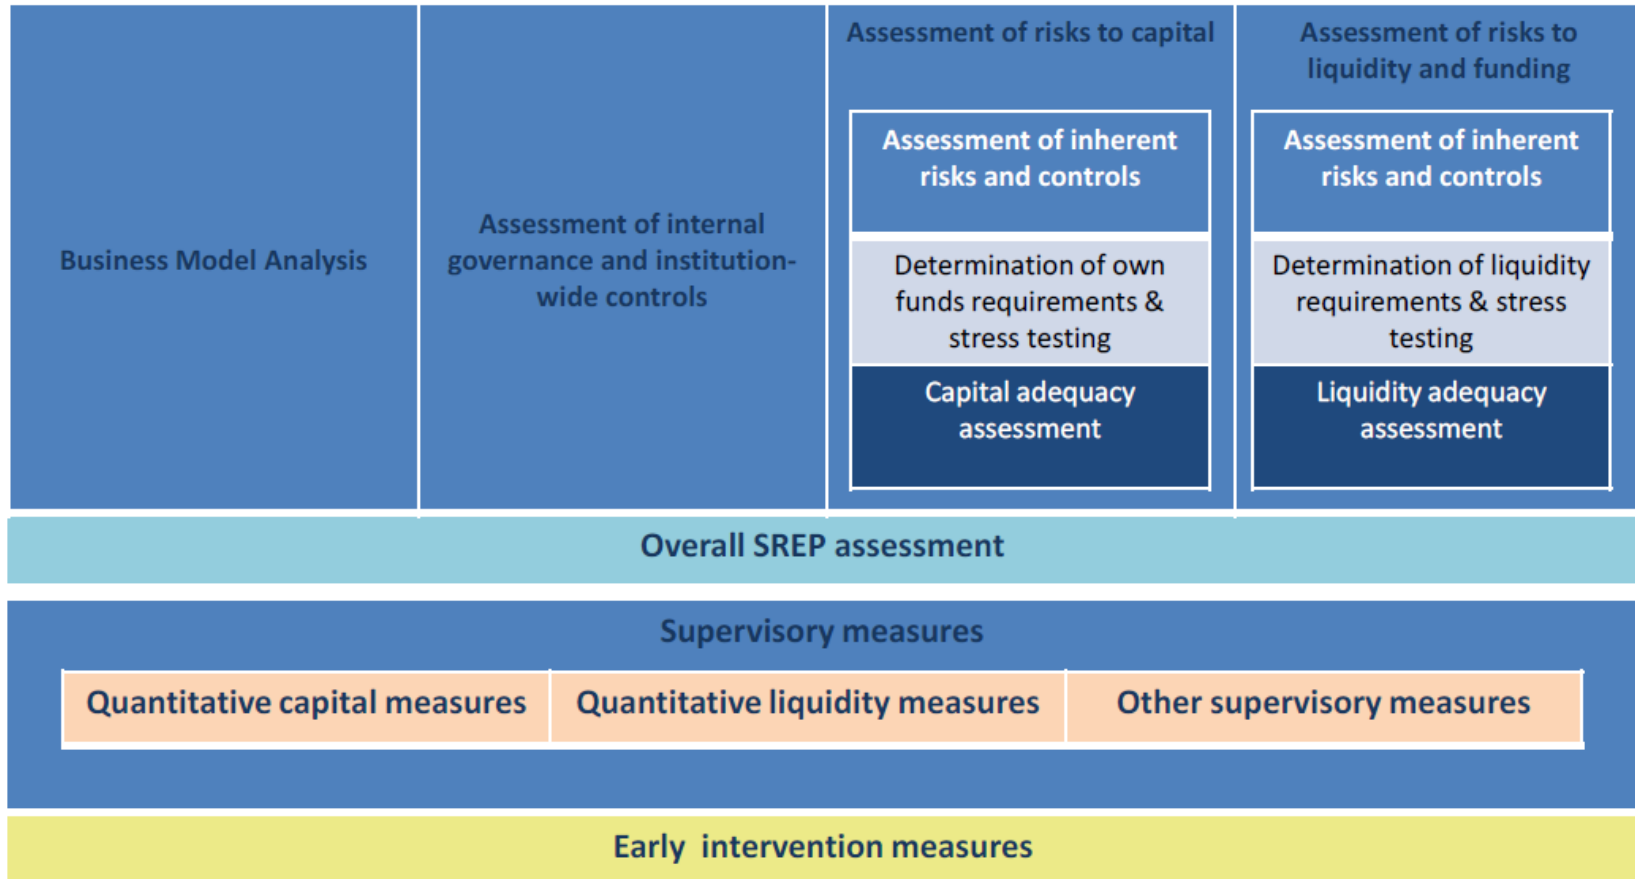 Business Model Analysis
Assessment of internal
governance and institution-
wide controls
Assessment of risks to capital
Assessment of inherent
risks and controls
Determination of own
funds requirements &
stress testing
Capital adequacy
assessment
Assessment of risks to
liquidity and funding
Assessment of inherent
risks and controls
Determination of liquidity
requirements & stress
testing
Liquidity adequacy
assessment
Overall SREP assessment
Supervisory measures
Quantitative capital measures
Quantitative liquidity measures
Other supervisory measures
Early intervention measures